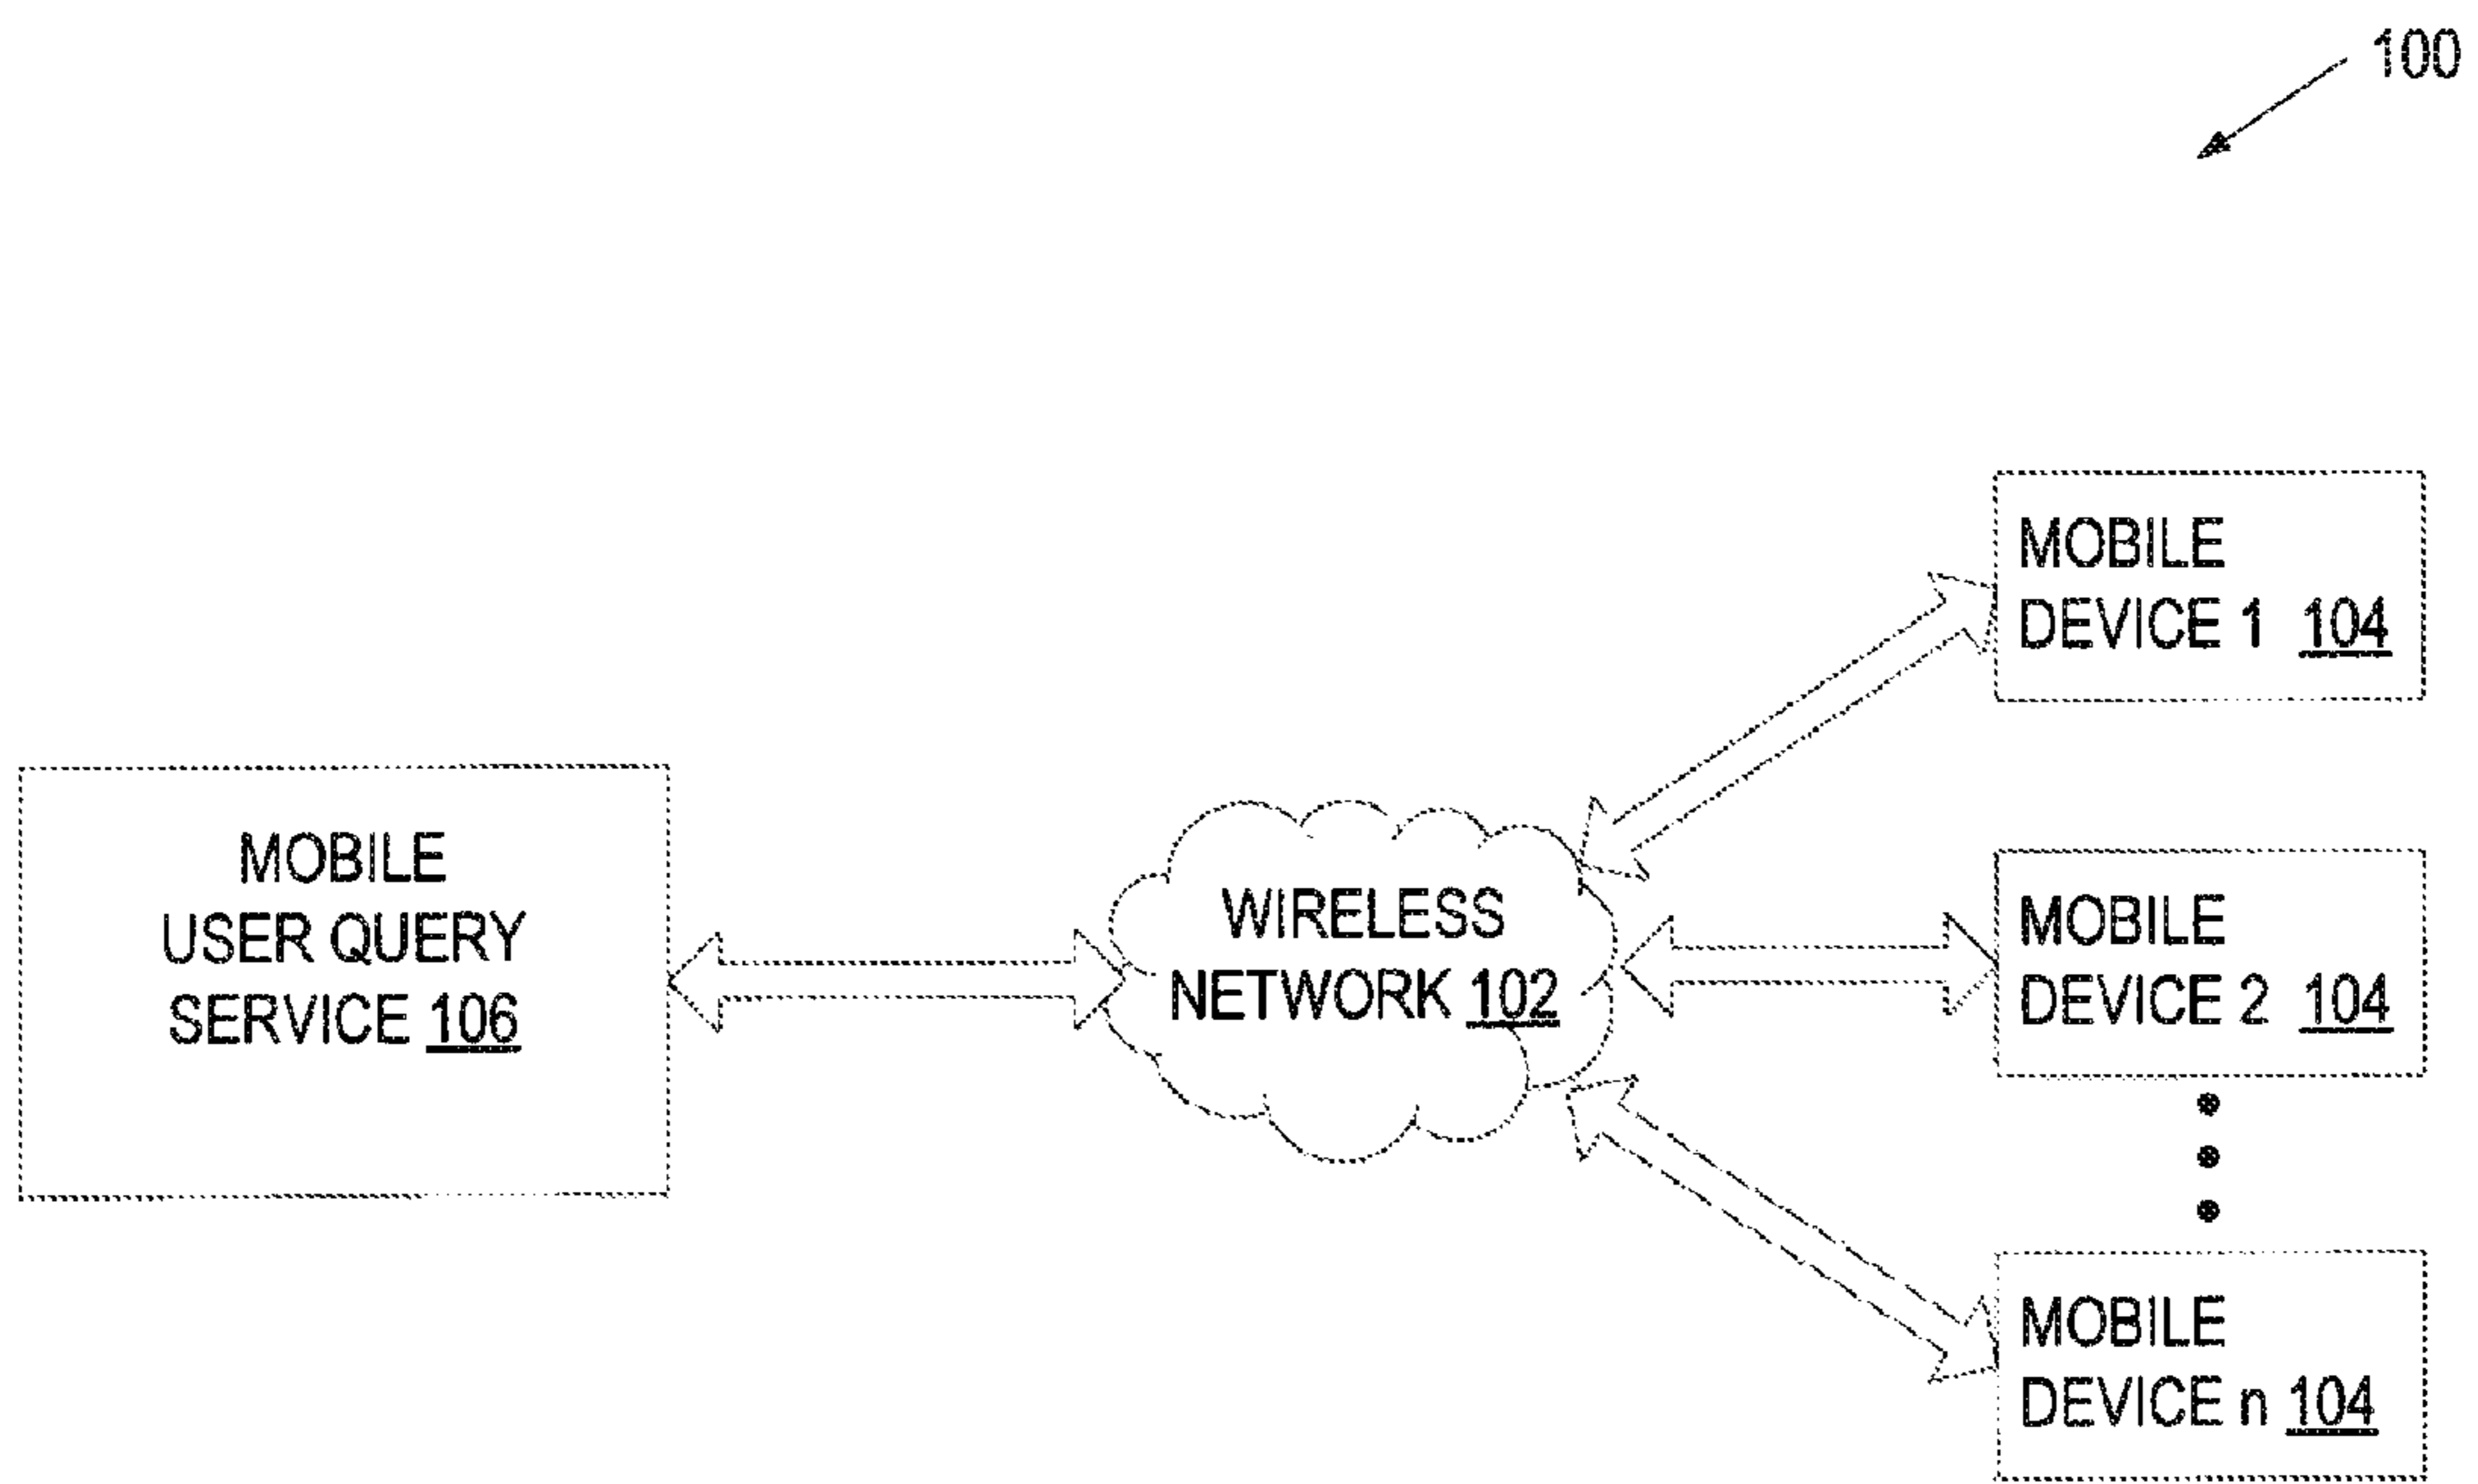 100
MOBILE
DEVICE 1 104
MOBILE
USER QUERY
SERVICE 106
WIRELESS
NETWORK 102
MOBILE
DEVICE 2 104
MOBILE
DEVICE n 104